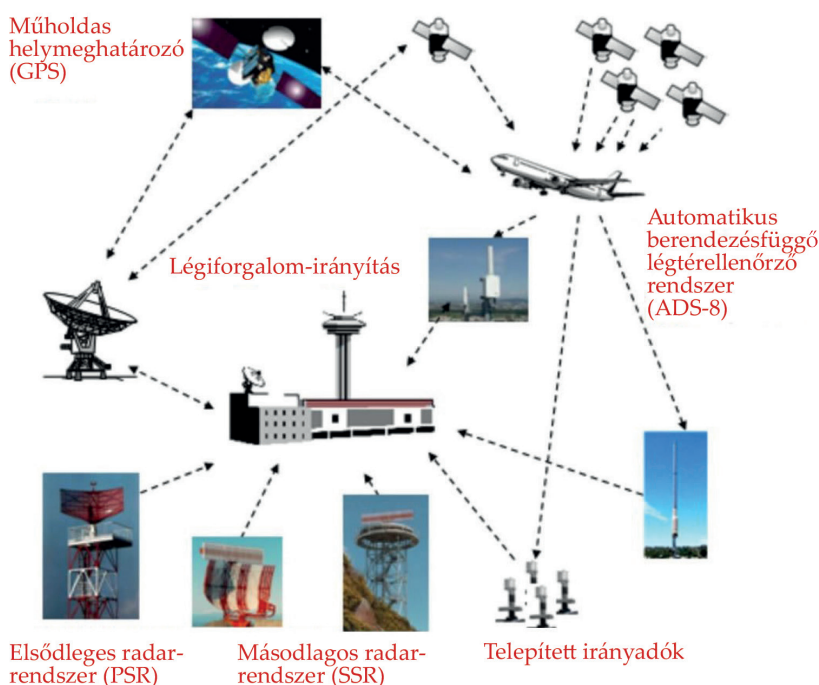 Műholdas
helymeghatározó
(GPS)
Légiforgalom-irányítás
Automatikus
berendezésfüggő
légtérellenőrző
rendszer
(ADS-8)
Elsődleges radar-
rendszer (PSR)
Másodlagos radar-
rendszer (SSR)
Telepített irányadók